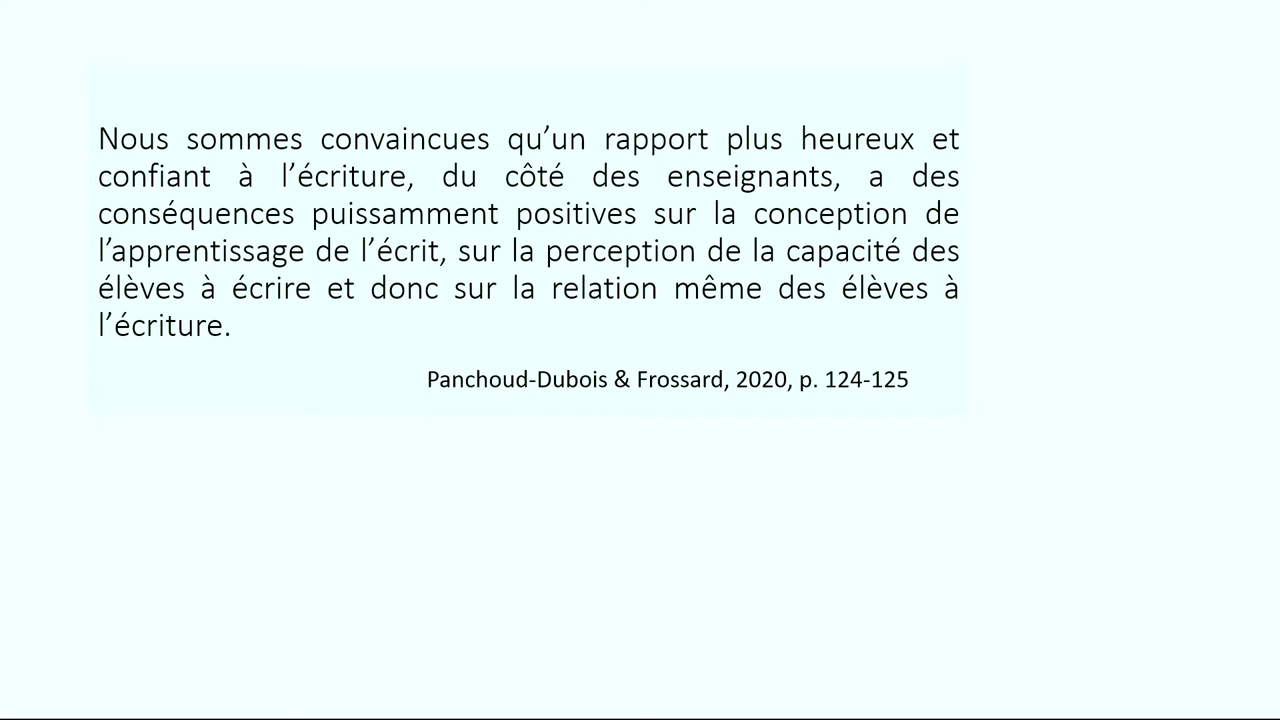 Nous sommes convaincues qu’un rapport plus heureux et
confiant à l’écriture, du côté des enseignants, a des
conséquences puissamment positives sur la conception de
l’apprentissage de l’écrit, sur la perception de la capacité des
élèves à écrire et donc sur la relation même des élèves à
l’écriture.
Panchoud-Dubois & Frossard, 2020, p. 124-125